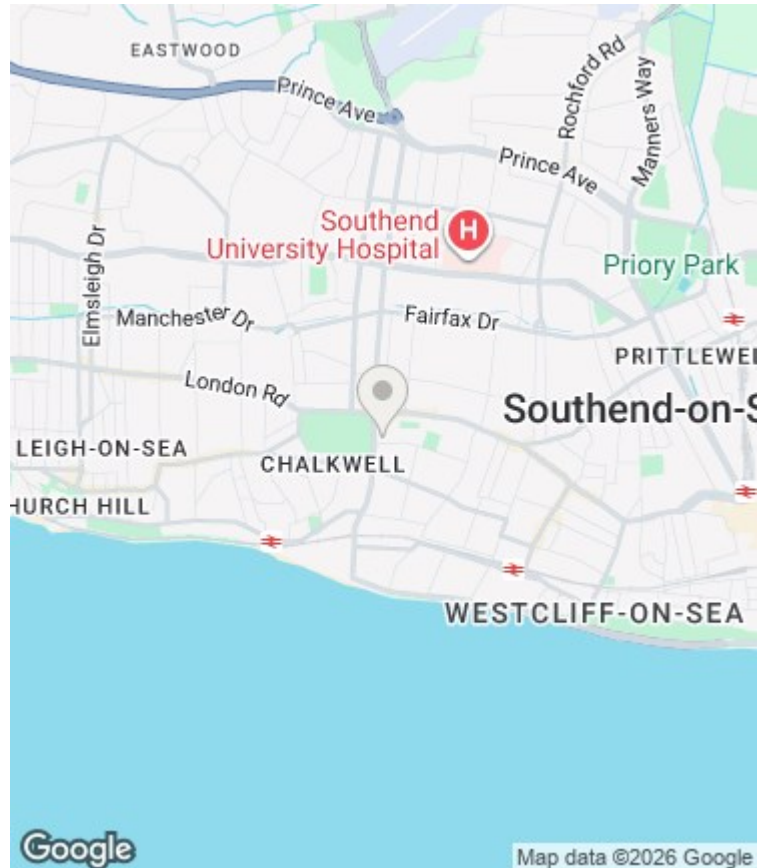 EASTWOOD
Prince Ave
Rochford Rd
Manners Way
Prince Ave
Southend
University Hospital
H
Priory Park
Elmsleigh Dr
Manchester Dr
Fairfax Dr
PRITTLEWEL
London Rd
Southend-on-S
LEIGH-ON-SEA
CHALKWELL
HURCH HILL
WESTCLIFF-ON-SEA
Google
Map data ©2026 Google